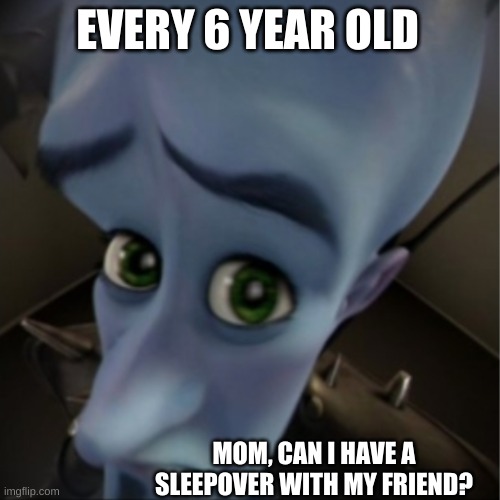 EVERY 6 YEAR OLD
MOM, CAN I HAVE A
SLEEPOVER WITH MY FRIEND?
imgflip.com